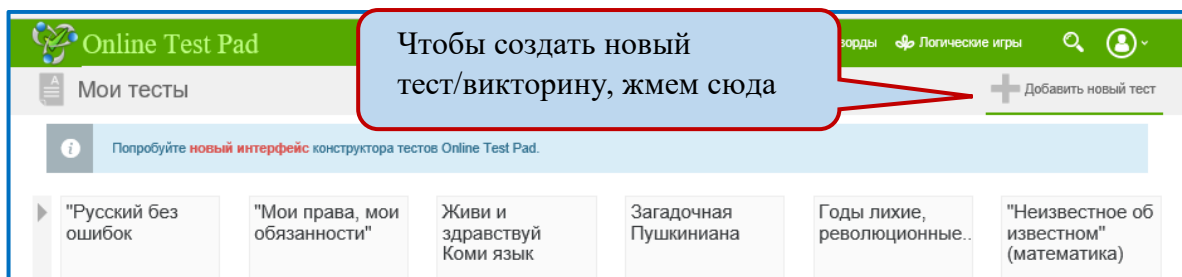 Online Test Pad
Чтобы создать новый
тест/викторину, жмем сюда
Логические игры
Мои тесты
Добавить новый тест
Попробуйте новый интерфейс конструктора тестов Online Test Pad.
"Русский без
ошибок
"Мои права, мои
обязанности"
Живи и
здравствуй
Коми язык
Загадочная
Пушкиниана
Годы лихие,
революционные..
"Неизвестное об
известном"
(математика)